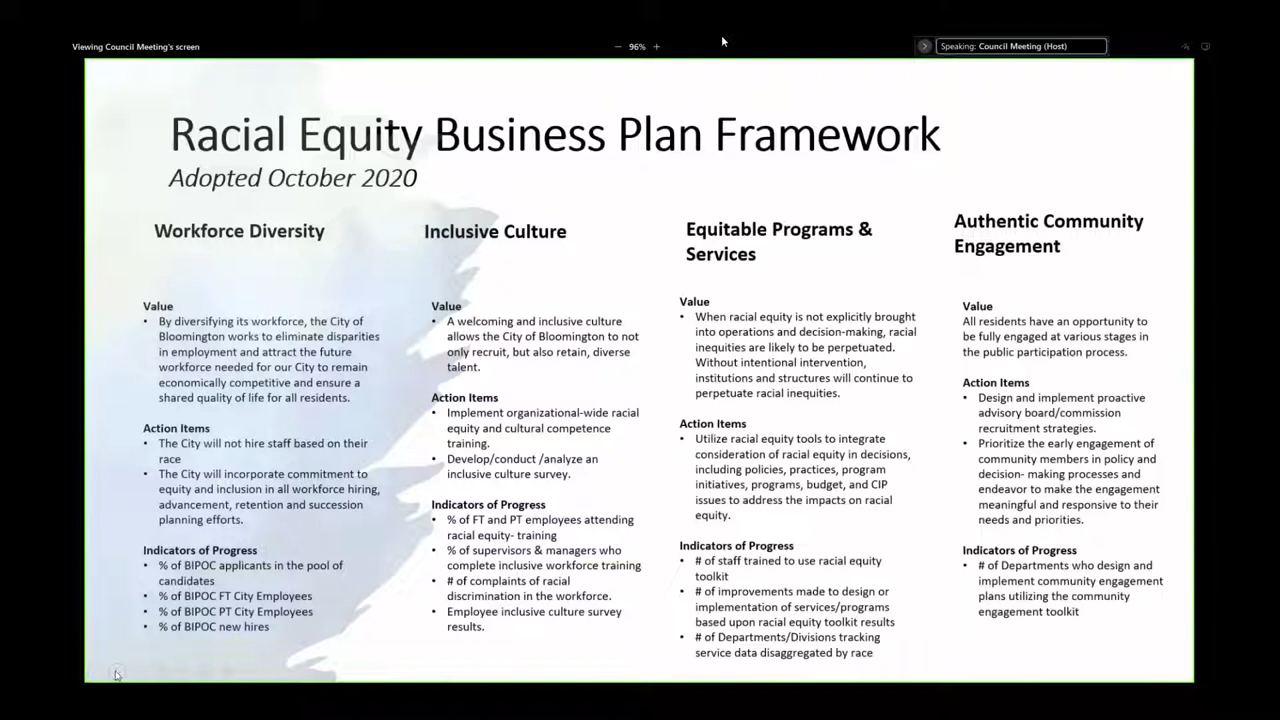 Viewing Council Meeting's screen
— 96% +
Speaking: Council Meeting (Host)
Racial Equity Business Plan Framework
Adopted October 2020
Workforce Diversity
Value
• By diversifying its workforce, the City of
Bloomington works to eliminate disparities
in employment and attract the future
workforce needed for our City to remain
economically competitive and ensure a
shared quality of life for all residents.
Action Items
• The City will not hire staff based on their
race
• The City will incorporate commitment to
equity and inclusion in all workforce hiring,
advancement, retention and succession
planning efforts.
Indicators of Progress
• % of BIPOC applicants in the pool of
candidates
• % of BIPOC FT City Employees
• % of BIPOC PT City Employees
• % of BIPOC new hires
Inclusive Culture
Value
• A welcoming and inclusive culture
allows the City of Bloomington to not
only recruit, but also retain, diverse
talent.
Action Items
• Implement organizational-wide racial
equity and cultural competence
training.
• Develop/conduct /analyze an
inclusive culture survey.
Indicators of Progress
• % of FT and PT employees attending
racial equity- training
• % of supervisors & managers who
complete inclusive workforce training
• # of complaints of racial
discrimination in the workforce.
• Employee inclusive culture survey
results.
Equitable Programs &
Services
Value
• When racial equity is not explicitly brought
into operations and decision-making, racial
inequities are likely to be perpetuated.
Without intentional intervention,
institutions and structures will continue to
perpetuate racial inequities.
Action Items
• Utilize racial equity tools to integrate
consideration of racial equity in decisions,
including policies, practices, program
initiatives, programs, budget, and CIP
issues to address the impacts on racial
equity.
Indicators of Progress
• # of staff trained to use racial equity
toolkit
• # of improvements made to design or
implementation of services/programs
based upon racial equity toolkit results
• # of Departments/Divisions tracking
service data disaggregated by race
Authentic Community
Engagement
Value
All residents have an opportunity to
be fully engaged at various stages in
the public participation process.
Action Items
• Design and implement proactive
advisory board/commission
recruitment strategies.
• Prioritize the early engagement of
community members in policy and
decision- making processes and
endeavor to make the engagement
meaningful and responsive to their
needs and priorities.
Indicators of Progress
• # of Departments who design and
implement community engagement
plans utilizing the community
engagement toolkit